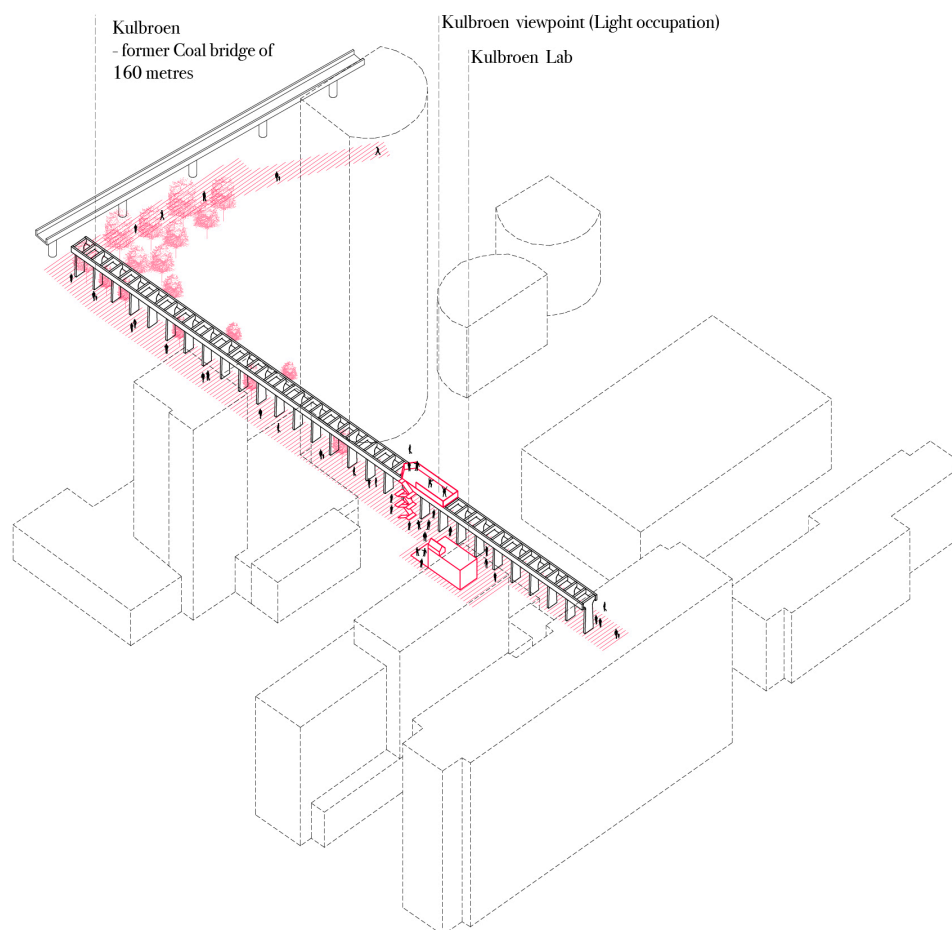 Kulbroen
- former Coal bridge of
160 metres
Kulbroen viewpoint (Light occupation)
Kulbroen Lab